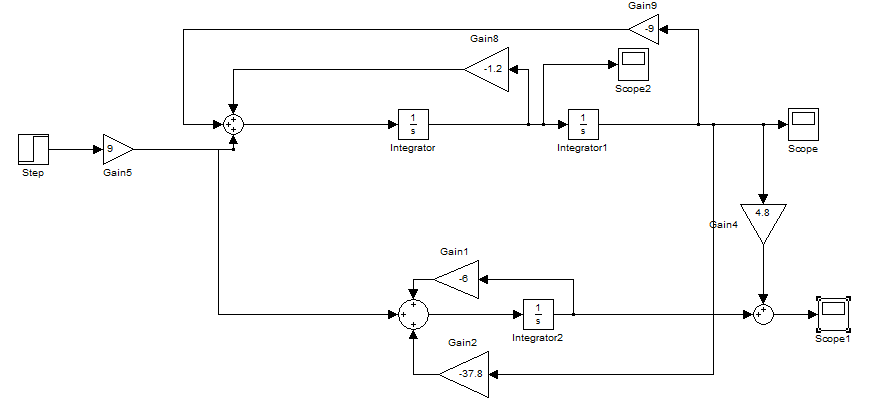 Gain9
-9
Gain8
-1.2
Scope2
+
+
+
1
s
Integrator
1
s
Integrator1
Scope
Step
9
Gain5
4.8
Gain4
Gain1
-6
+
+
+
1
s
Integrator2
+
+
Scope1
Gain2
-37.8